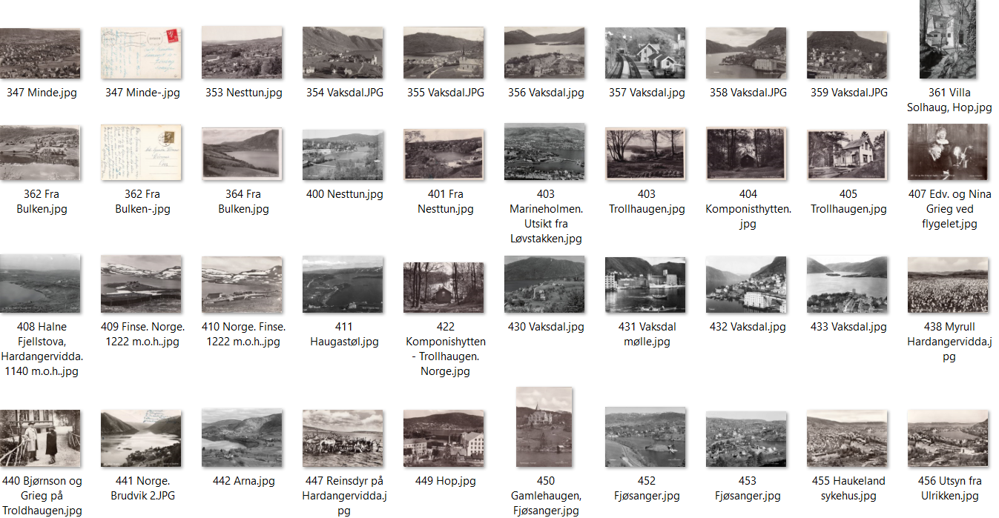 347 Minde.jpg
347 Minde-.jpg
353 Nesttun.jpg
354 Vaksdal.JPG
355 Vaksdal.JPG
356 Vaksdal.jpg
357 Vaksdal.jpg
358 Vaksdal.JPG
359 Vaksdal.JPG
361 Villa
Solhaug, Hop.jpg
362 Fra
Bulken.jpg
362 Fra
Bulken-.jpg
364 Fra
Bulken.jpg
400 Nesttun.jpg
401 Fra
Nesttun.jpg
403
Marineholmen.
Utsikt fra
Løvstakken.jpg
403
Trollhaugen.jpg
404
Komponisthytten.
jpg
405
Trollhaugen.jpg
407 Edv. og Nina
Grieg ved
flygelet.jpg
408 Halne
Fjellstova,
Hardangervidda.
1140 m.o.h..jpg
409 Finse. Norge.
1222 m.o.h..jpg
410 Norge. Finse.
1222 m.o.h..jpg
411
Haugastøl.jpg
422
Komponishytten
- Trollhaugen.
Norge.jpg
430 Vaksdal.jpg
431 Vaksdal
mølle.jpg
432 Vaksdal.jpg
433 Vaksdal.jpg
438 Myrull
Hardangervidda.j
pg
440 Bjørnson og
Grieg på
Troldhaugen.jpg
441 Norge.
Brudvik 2.JPG
442 Arna.jpg
447 Reinsdyr på
Hardangervidda.j
pg
449 Hop.jpg
450
Gamlehaugen,
Fjøsanger.jpg
452
Fjøsanger.jpg
453
Fjøsanger.jpg
455 Haukeland
sykehus.jpg
456 Utsyn fra
Ulrikken.jpg